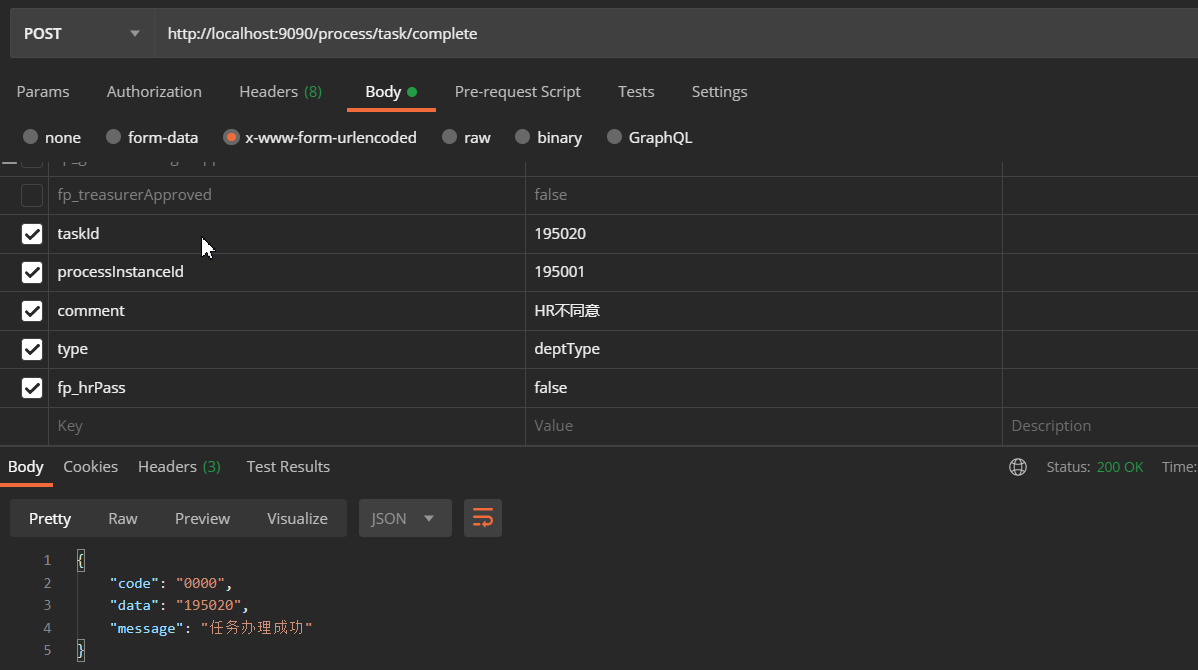 POST http://localhost:9090/process/task/complete
Params Authorization Headers (8) Body Pre-request Script Tests Settings
none form-data x-www-form-urlencoded raw binary GraphQL
fp_treasurerApproved false
taskId 195020
processInstanceId 195001
comment HR不同意
type deptType
fp_hrPass false
Key Value Description
Body Cookies Headers (3) Test Results Status: 200 OK Time:
Pretty Raw Preview Visualize JSON
1 {
2 "code": "0000",
3 "data": "195020",
4 "message": "任务办理成功"
5 }